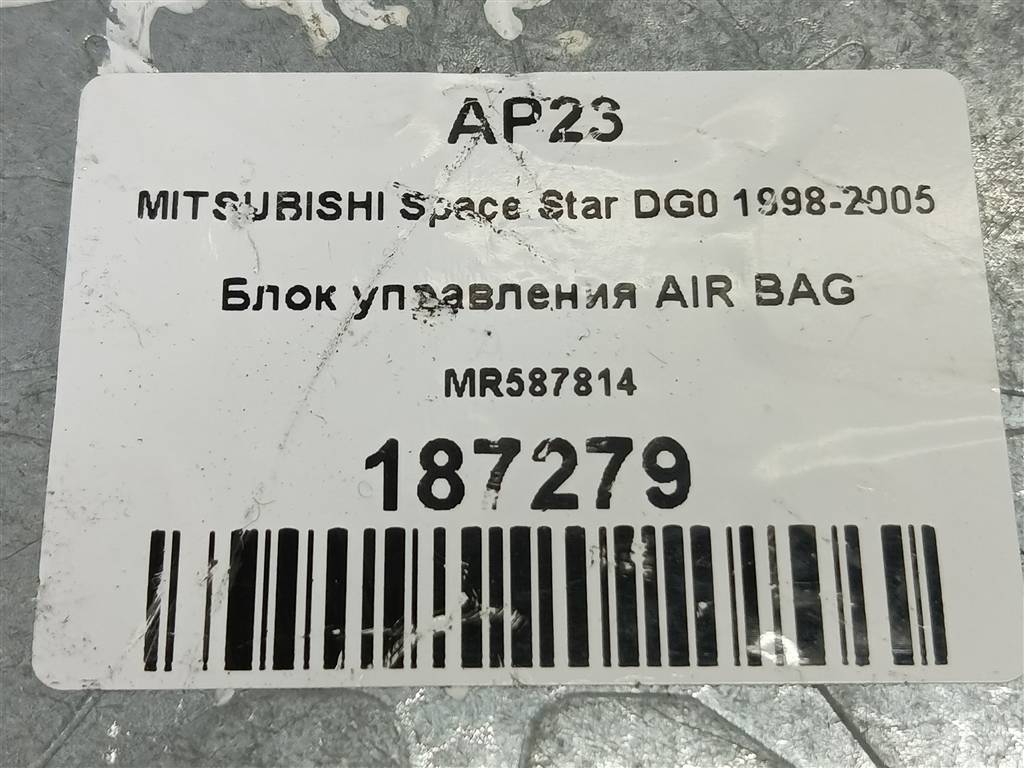 AP23
MITSUBISHI Space Star DG0 1998-2005
Блок управления AIR BAG
MR587814
187279